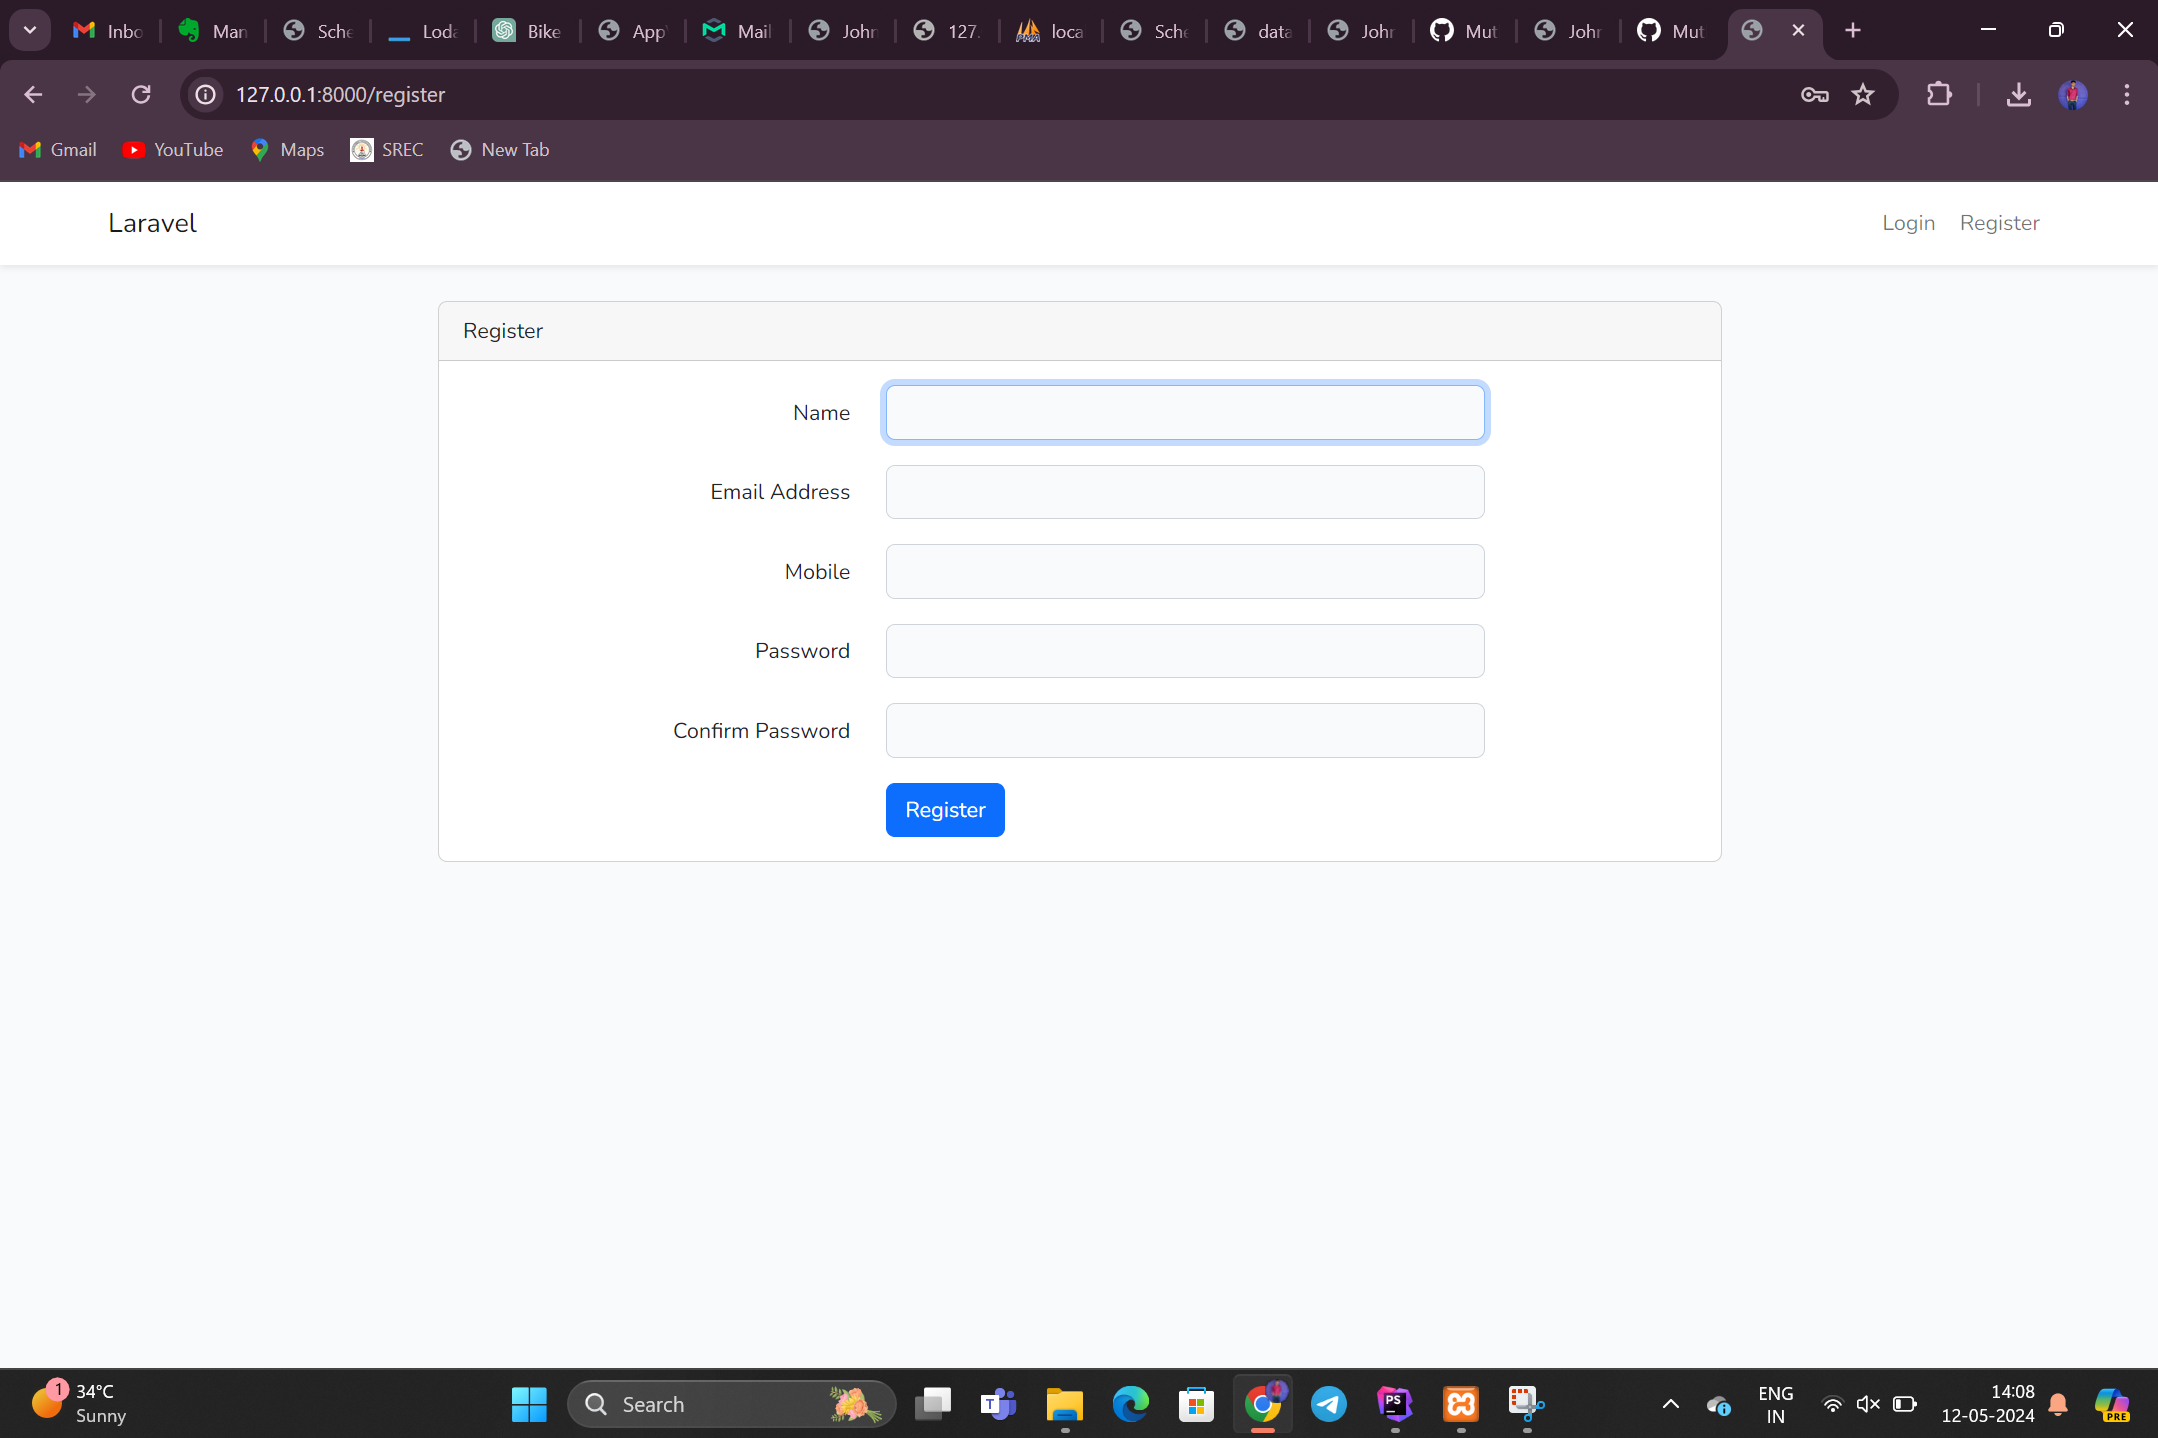 Inbo Man Sche Loda Bike App Mail John 127. loca Sche data John Mut John Mut
127.0.0.1:8000/register
Gmail YouTube Maps SREC New Tab
Laravel Login Register
Register
Name
Email Address
Mobile
Password
Confirm Password
Register
1 34°C
Sunny
Search
ENG
IN
14:08
12-05-2024
PRE